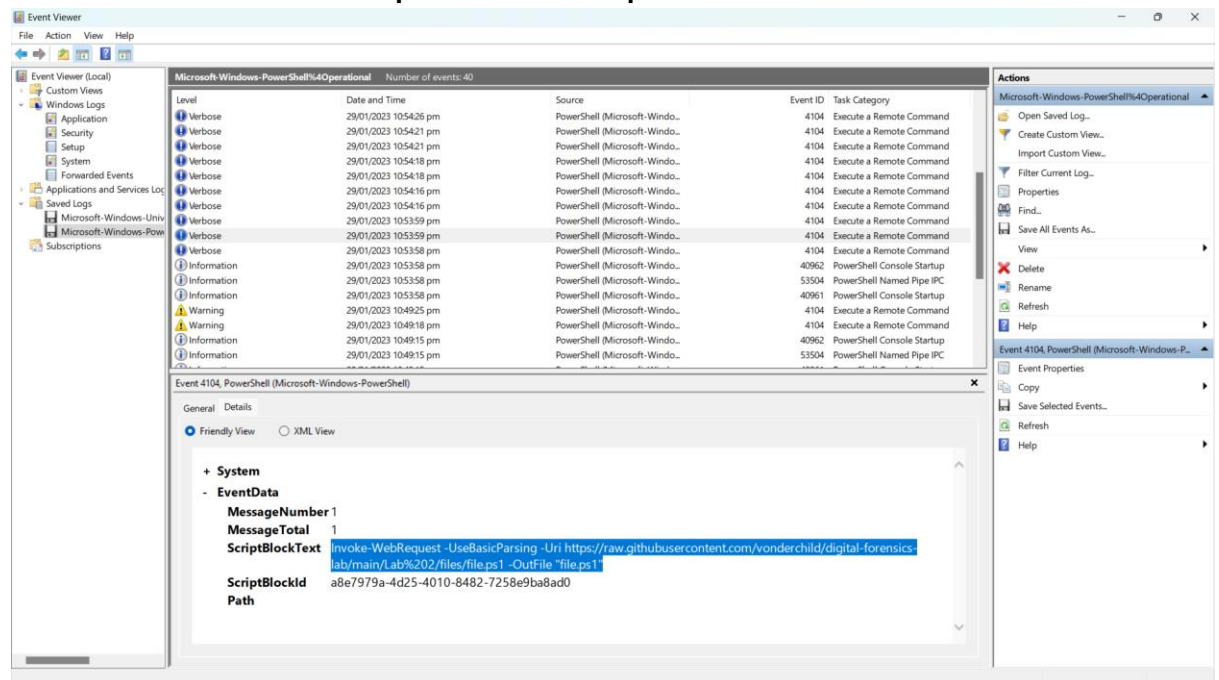 Event Viewer
File Action View Help
Event Viewer (Local)
Custom Views
Windows Logs
Application
Security
Setup
System
Forwarded Events
Applications and Services Log
Saved Logs
Microsoft-Windows-Univ
Microsoft-Windows-Pow
Subscriptions
Microsoft-Windows-PowerShell%4Operational Number of events: 40
Level Date and Time Source Event ID Task Category
Verbose 29/01/2023 10:54:26 pm PowerShell (Microsoft-Windo... 4104 Execute a Remote Command
Verbose 29/01/2023 10:54:21 pm PowerShell (Microsoft-Windo... 4104 Execute a Remote Command
Verbose 29/01/2023 10:54:21 pm PowerShell (Microsoft-Windo... 4104 Execute a Remote Command
Verbose 29/01/2023 10:54:18 pm PowerShell (Microsoft-Windo... 4104 Execute a Remote Command
Verbose 29/01/2023 10:54:18 pm PowerShell (Microsoft-Windo... 4104 Execute a Remote Command
Verbose 29/01/2023 10:54:16 pm PowerShell (Microsoft-Windo... 4104 Execute a Remote Command
Verbose 29/01/2023 10:54:16 pm PowerShell (Microsoft-Windo... 4104 Execute a Remote Command
Verbose 29/01/2023 10:53:59 pm PowerShell (Microsoft-Windo... 4104 Execute a Remote Command
Verbose 29/01/2023 10:53:59 pm PowerShell (Microsoft-Windo... 4104 Execute a Remote Command
Verbose 29/01/2023 10:53:58 pm PowerShell (Microsoft-Windo... 4104 Execute a Remote Command
Information 29/01/2023 10:53:58 pm PowerShell (Microsoft-Windo... 40962 PowerShell Console Startup
Information 29/01/2023 10:53:58 pm PowerShell (Microsoft-Windo... 53504 PowerShell Named Pipe IPC
Information 29/01/2023 10:53:58 pm PowerShell (Microsoft-Windo... 40961 PowerShell Console Startup
Warning 29/01/2023 10:49:25 pm PowerShell (Microsoft-Windo... 4104 Execute a Remote Command
Warning 29/01/2023 10:49:18 pm PowerShell (Microsoft-Windo... 4104 Execute a Remote Command
Information 29/01/2023 10:49:15 pm PowerShell (Microsoft-Windo... 40962 PowerShell Console Startup
Information 29/01/2023 10:49:15 pm PowerShell (Microsoft-Windo... 53504 PowerShell Named Pipe IPC
Event 4104, PowerShell (Microsoft-Windows-PowerShell)
General Details
Friendly View XML View
+ System
- EventData
MessageNumber 1
MessageTotal 1
ScriptBlockText Invoke-WebRequest -UseBasicParsing -Uri https://raw.githubusercontent.com/vonderchild/digital-forensics-
lab/main/Lab%202/files/file.ps1 -OutFile "file.ps1"
ScriptBlockId a8e7979a-4d25-4010-8482-7258e9ba8ad0
Path
Actions
Microsoft-Windows-PowerShell%4Operational
Open Saved Log...
Create Custom View...
Import Custom View...
Filter Current Log...
Properties
Find...
Save All Events As...
View
Delete
Rename
Refresh
Help
Event 4104, PowerShell (Microsoft-Windows-P...
Event Properties
Copy
Save Selected Events...
Refresh
Help